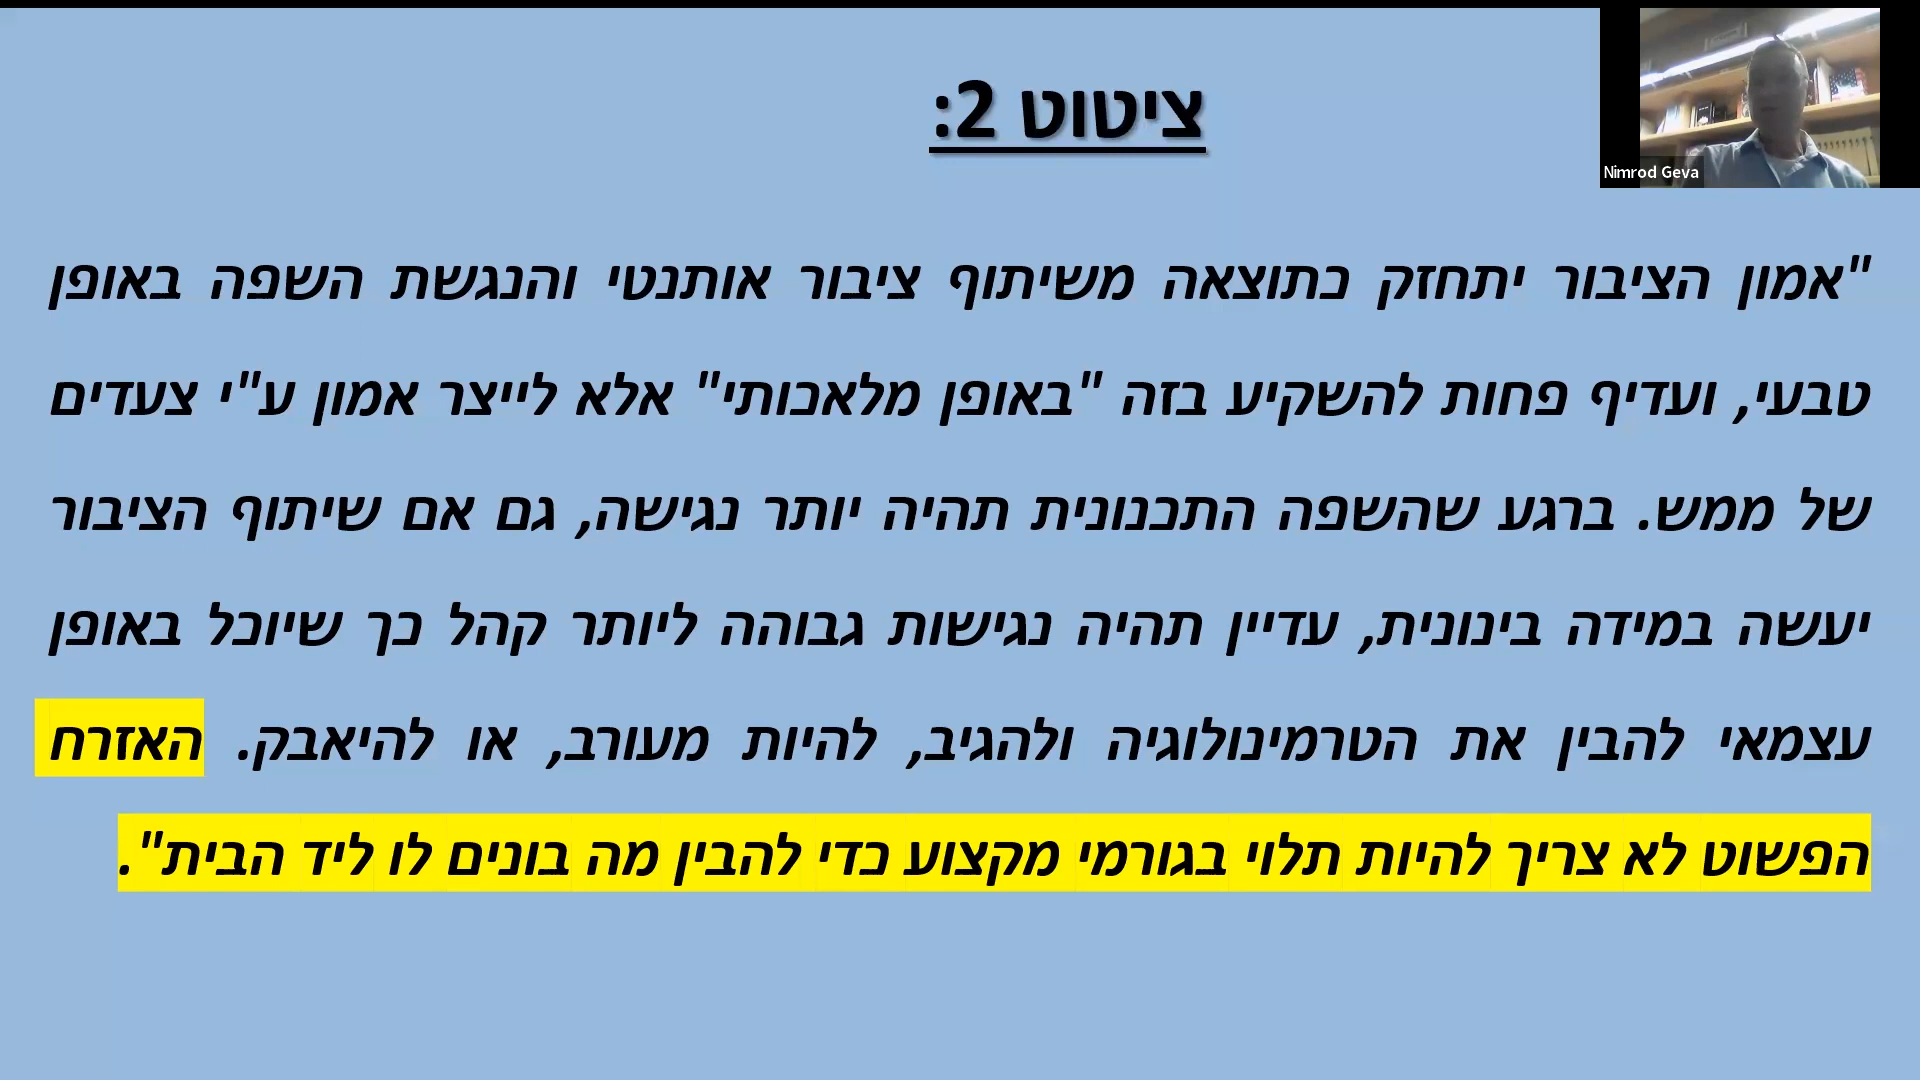 ציטוט 2:
Nimrod Geva
"אמון הציבור יתחזק כתוצאה משיתוף ציבור אותנטי והנגשת השפה באופן
טבעי, ועדיף פחות להשקיע בזה "באופן מלאכותי" אלא לייצר אמון ע"י צעדים
של ממש. ברגע שהשפה התכנונית תהיה יותר נגישה, גם אם שיתוף הציבור
יעשה במידה בינונית, עדיין תהיה נגישות גבוהה ליותר קהל כך שיוכל באופן
עצמאי להבין את הטרמינולוגיה ולהגיב, להיות מעורב, או להיאבק. האזרח
הפשוט לא צריך להיות תלוי בגורמי מקצוע כדי להבין מה בונים לו ליד הבית".